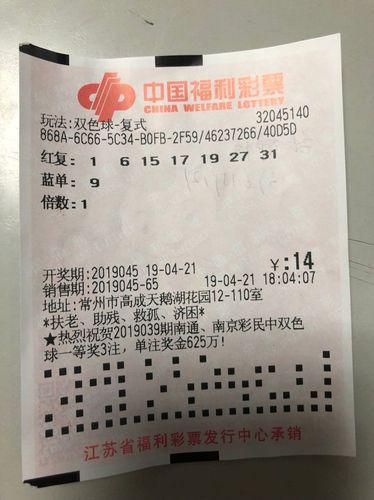 中国福利彩票
CHINA WELFARE LOTTERY
玩法:双色球-复式 32045140
868A-6C66-5C34-B0FB-2F59/46237266/40D5D
红复: 1 6 15 17 19 27 31
蓝单: 9
倍数:1
开奖期:2019045 19-04-21 ¥:14
销售期:2019045-65 19-04-21 18:04:07
地址:常州市高成天鹅湖花园12-110室
*扶老、助残、救孤、济困*
★热烈祝贺2019039期南通、南京彩民中双色
球一等奖3注,单注奖金625万!
江苏省福利彩票发行中心承销